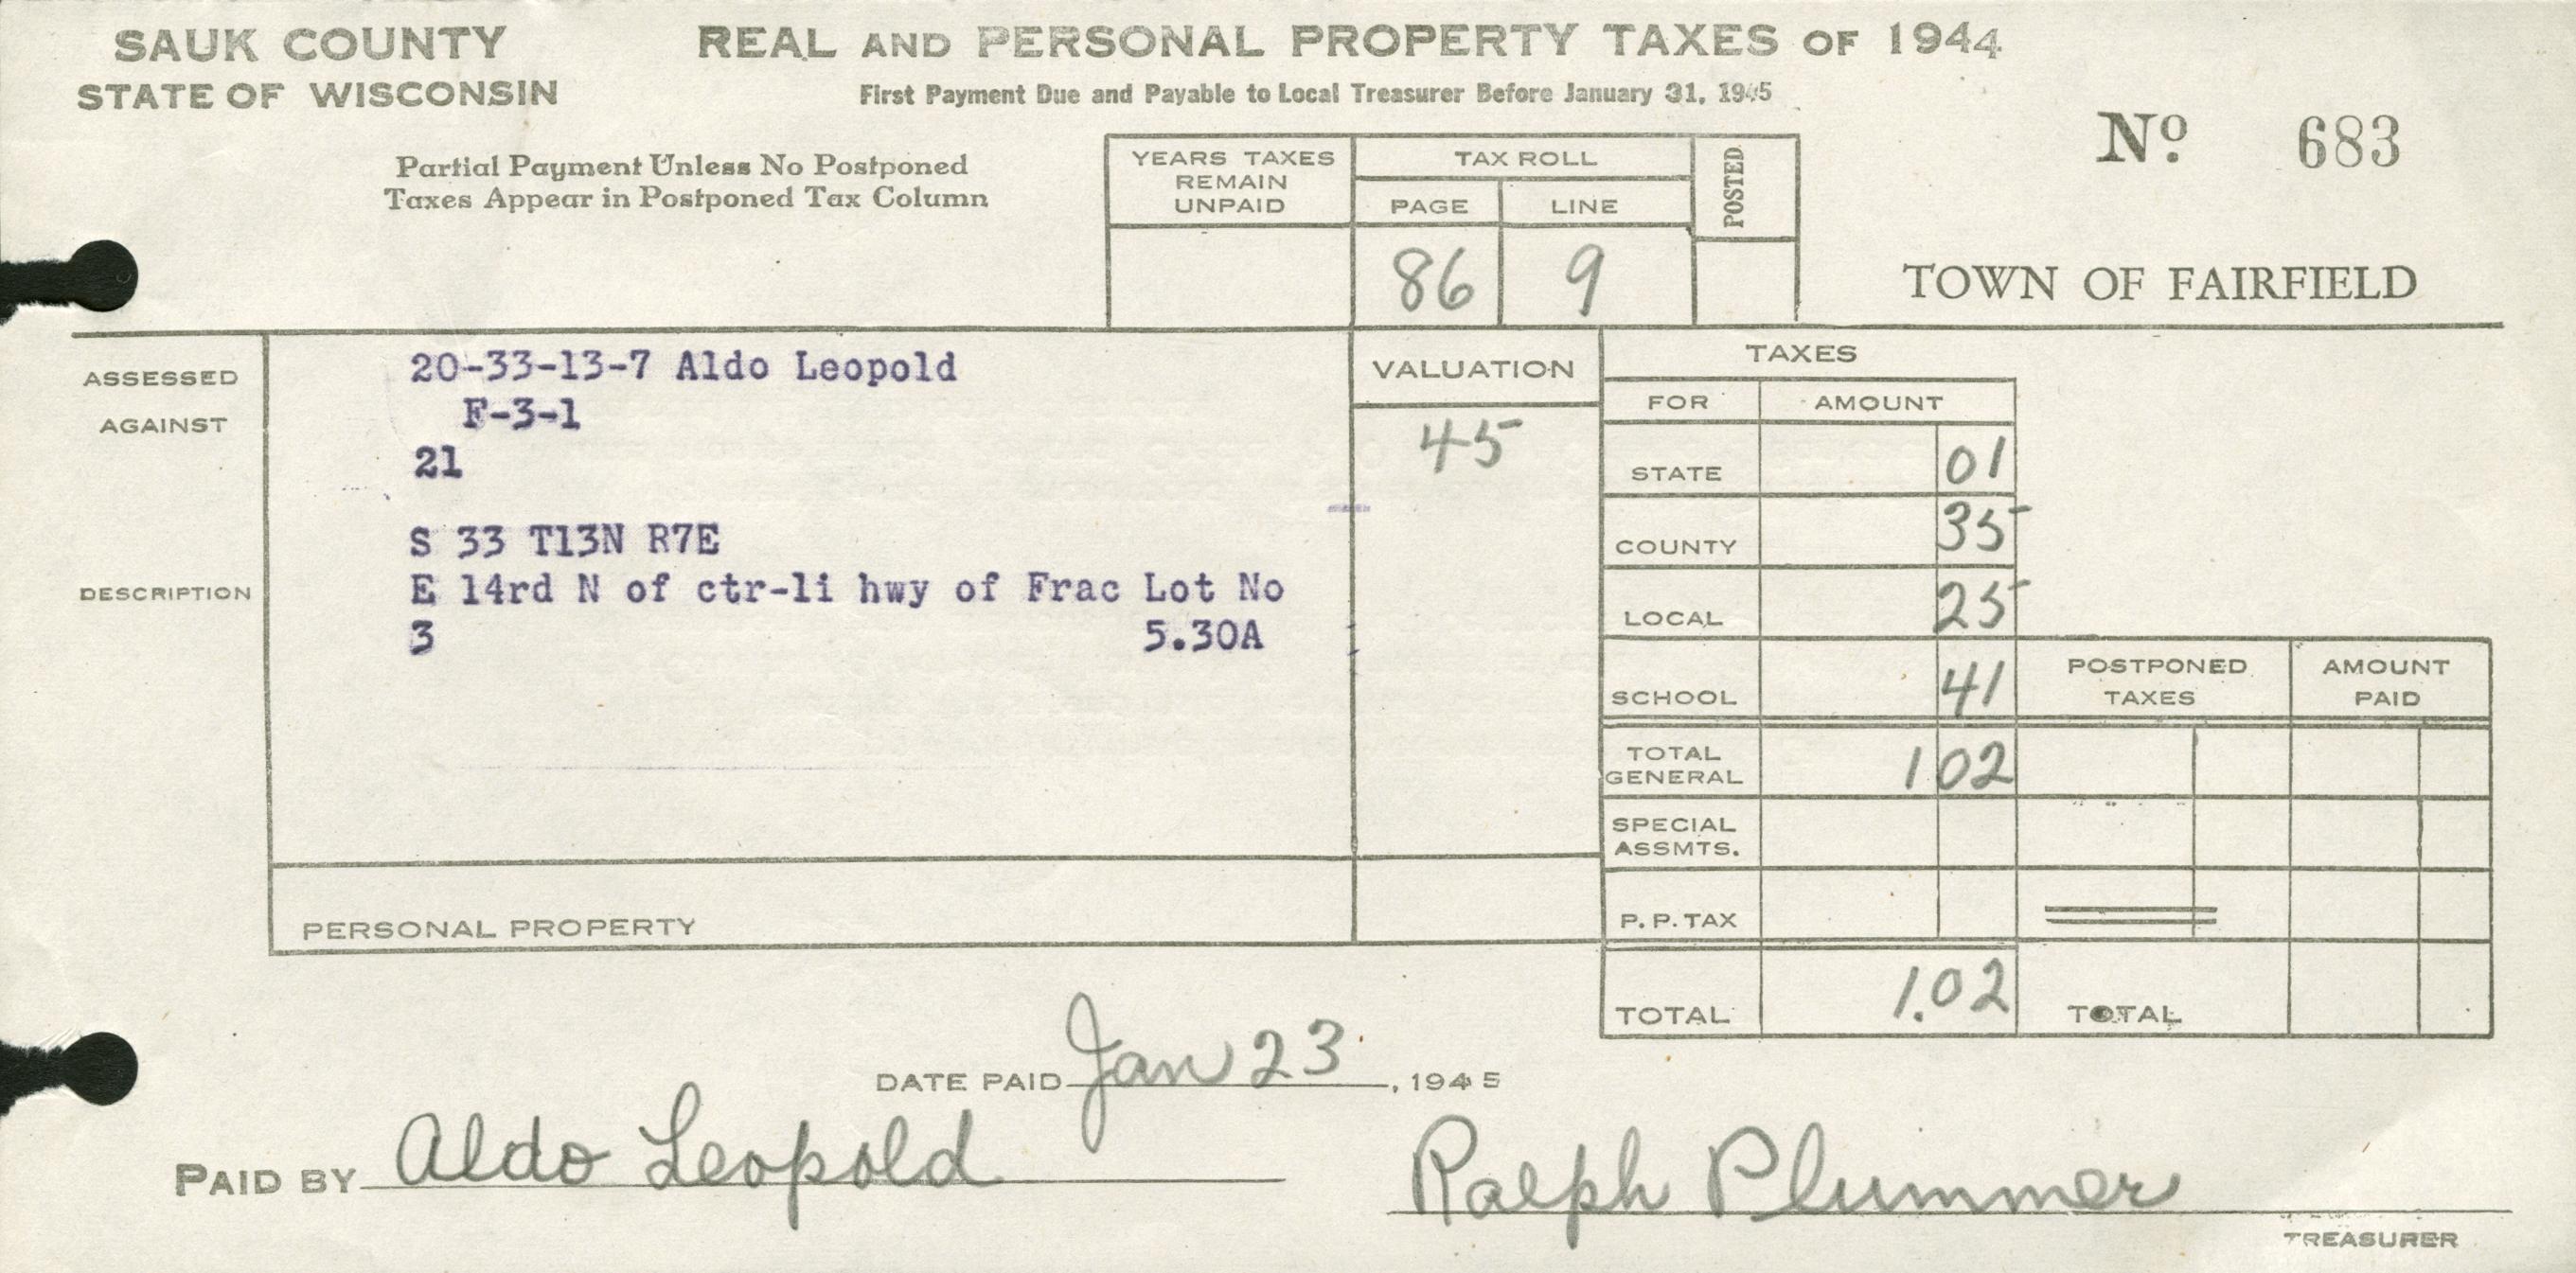 SAUK COUNTY
STATE OF WISCONSIN
REAL AND PERSONAL PROPERTY TAXES OF 1944
First Payment Due and Payable to Local Treasurer Before January 31, 1945
Partial Payment Unless No Postponed
Taxes Appear in Postponed Tax Column
YEARS TAXES
REMAIN
UNPAID
TAX ROLL
PAGE LINE
POSTED
86 9
No. 683
TOWN OF FAIRFIELD
ASSESSED
AGAINST
20-33-13-7 Aldo Leopold
F-3-1
21
DESCRIPTION
S 33 T13N R7E
E 14rd N of ctr-li hwy of Frac Lot No
3 5.30A
PERSONAL PROPERTY
VALUATION
45
TAXES
FOR AMOUNT
STATE 01
COUNTY 35
LOCAL 25
SCHOOL 41
POSTPONED
TAXES
AMOUNT
PAID
TOTAL
GENERAL
1 02
SPECIAL
ASSMTS.
P. P. TAX
TOTAL 1.02 TOTAL
DATE PAID Jan 23, 1945
PAID BY Aldo Leopold
Ralph Plummer
TREASURER